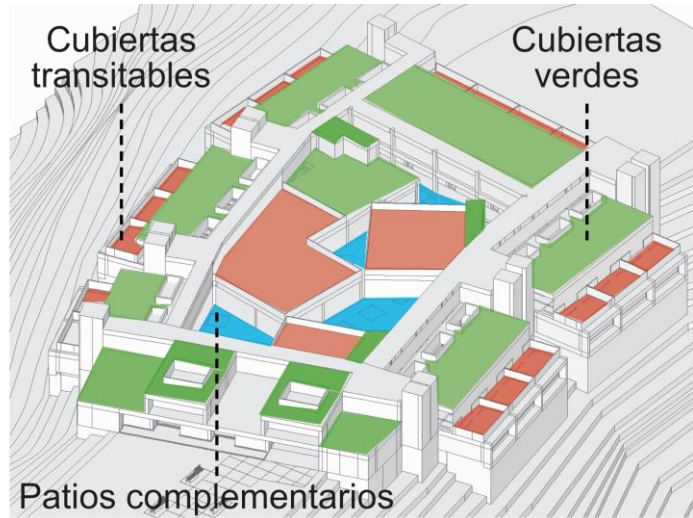 Cubiertas
transitables
Cubiertas
verdes
Patios complementarios